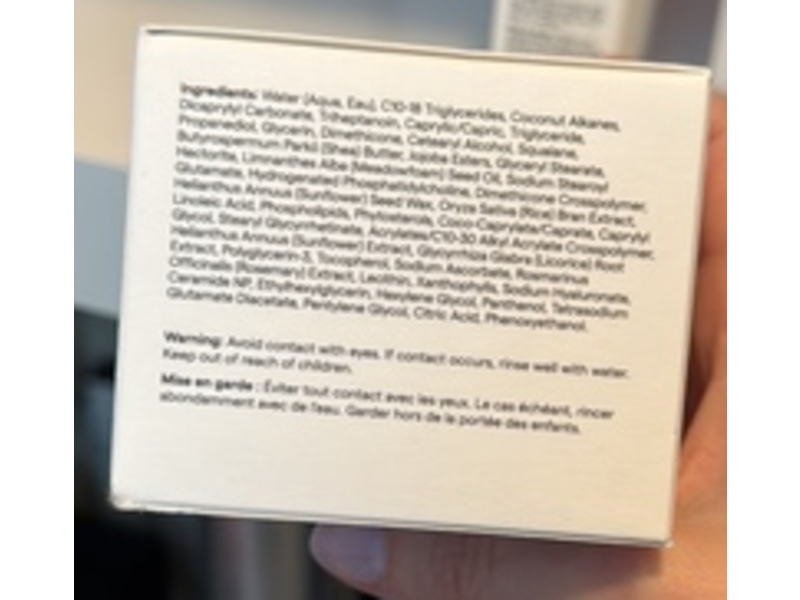 Ingredients: Water (Aqua, Eau), C10-18 Triglycerides, Coconut Alkanes,
Dicaprylyl Carbonate, Triheptanoin, Caprylic/Capric, Triglyceride,
Propanediol, Glycerin, Dimethicone, Cetearyl Alcohol, Squalane,
Butyrospermum Parkii (Shea) Butter, Jojoba Esters, Glyceryl Stearate,
Hectorite, Limnanthes Alba (Meadowfoam) Seed Oil, Sodium Stearoyl
Glutamate, Hydrogenated Phosphatidylcholine, Dimethicone Crosspolymer,
Helianthus Annuus (Sunflower) Seed Wax, Oryza Sativa (Rice) Bran Extract,
Linoleic Acid, Phospholipids, Phytosterols, Coco-Caprylate/Caprate, Caprylyl
Glycol, Stearyl Glycyrrhetinate, Acrylates/C10-30 Alkyl Acrylate Crosspolymer,
Helianthus Annuus (Sunflower) Extract, Glycyrrhiza Glabra (Licorice) Root
Extract, Polyglycerin-3, Tocopherol, Sodium Ascorbate, Rosmarinus
Officinalis (Rosemary) Extract, Lecithin, Xanthophylls, Sodium Hyaluronate,
Ceramide NP, Ethylhexylglycerin, Hexylene Glycol, Panthenol, Tetrasodium
Glutamate Diacetate, Pentylene Glycol, Citric Acid, Phenoxyethanol.
Warning: Avoid contact with eyes. If contact occurs, rinse well with water.
Keep out of reach of children.
Mise en garde : Éviter tout contact avec les yeux. Le cas échéant, rincer
abondamment avec de l'eau. Garder hors de la portée des enfants.